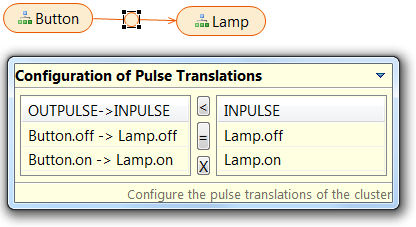 Button
Lamp
Configuration of Pulse Translations
OUTPULSE->INPULSE < INPULSE
Button.off -> Lamp.off = Lamp.off
Button.on -> Lamp.on X Lamp.on
Configure the pulse translations of the cluster